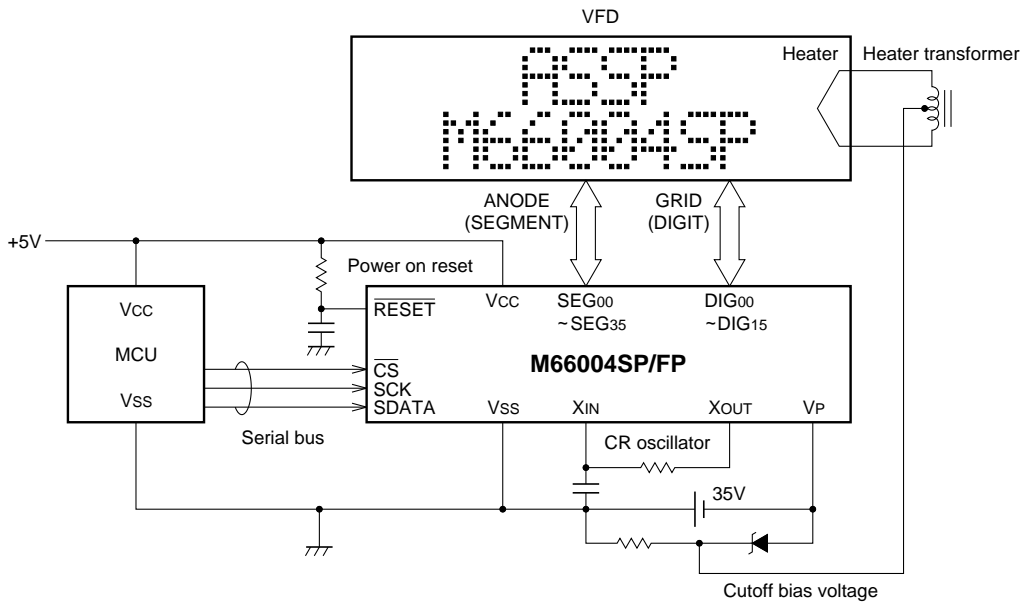 VFD
ASSP
M66004SP
Heater
Heater transformer
ANODE
(SEGMENT)
GRID
(DIGIT)
+5V
Power on reset
VCC
MCU
VSS
RESET
VCC
SEG00
~SEG35
DIG00
~DIG15
M66004SP/FP
CS
SCK
SDATA
VSS
XIN
XOUT
VP
Serial bus
CR oscillator
35V
Cutoff bias voltage